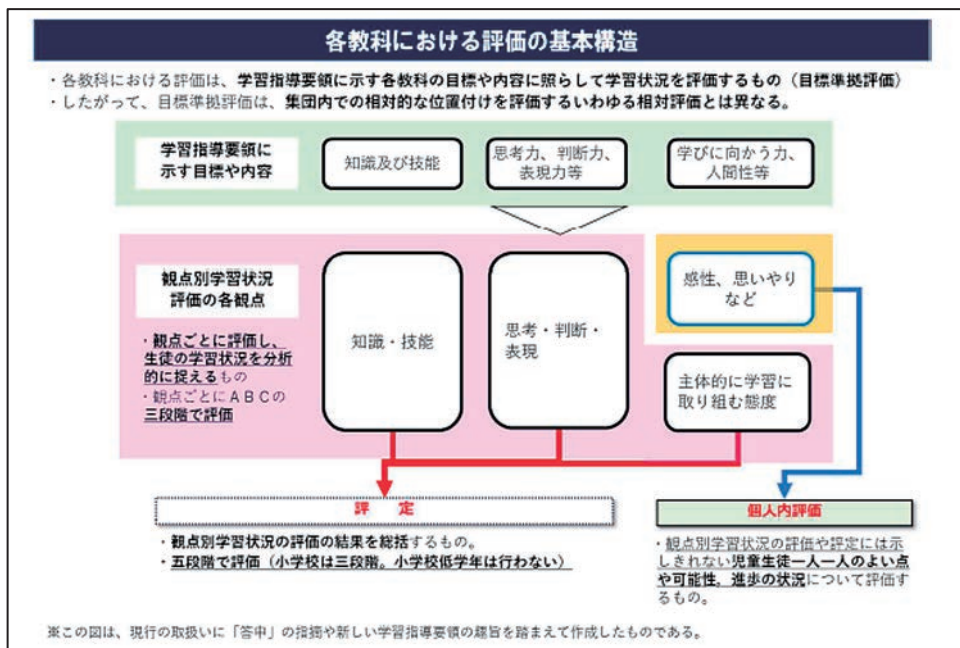 各教科における評価の基本構造
・各教科における評価は、学習指導要領に示す各教科の目標や内容に照らして学習状況を評価するもの（目標準拠評価）
・したがって、目標準拠評価は、集団内での相対的な位置付けを評価するいわゆる相対評価とは異なる。
学習指導要領に
示す目標や内容
知識及び技能
思考力、判断力、
表現力等
学びに向かう力、
人間性等
観点別学習状況
評価の各観点
・観点ごとに評価し、
生徒の学習状況を分析
的に捉えるもの
・観点ごとにＡＢＣの
三段階で評価
知識・技能
思考・判断・
表現
感性、思いやり
など
主体的に学習に
取り組む態度
評　定
・観点別学習状況の評価の結果を総括するもの。
・五段階で評価（小学校は三段階。小学校低学年は行わない）
個人内評価
・観点別学習状況の評価や評定には示
しきれない児童生徒一人一人のよい点
や可能性，進歩の状況について評価す
るもの。
※この図は、現行の取扱いに「答申」の指摘や新しい学習指導要領の趣旨を踏まえて作成したものである。